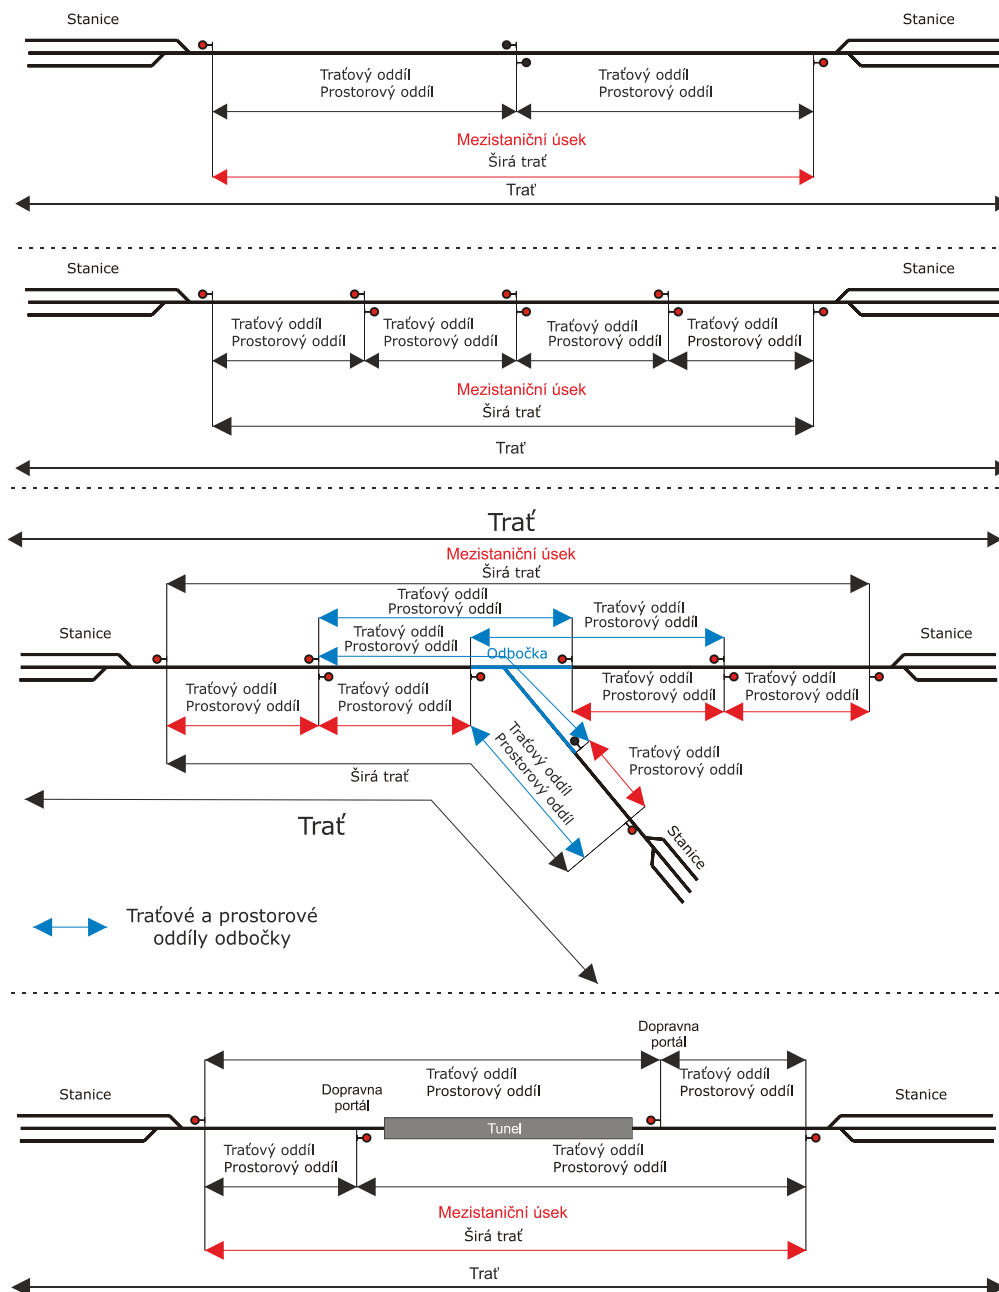 Stanice
Stanice
Traťový oddíl
Prostorový oddíl
Traťový oddíl
Prostorový oddíl
Mezistaniční úsek
Širá trať
Trať
Stanice
Stanice
Traťový oddíl
Prostorový oddíl
Traťový oddíl
Prostorový oddíl
Traťový oddíl
Prostorový oddíl
Traťový oddíl
Prostorový oddíl
Mezistaniční úsek
Širá trať
Trať
Trať
Mezistaniční úsek
Širá trať
Traťový oddíl
Prostorový oddíl
Traťový oddíl
Prostorový oddíl
Traťový oddíl
Prostorový oddíl
Stanice
Odbočka
Stanice
Traťový oddíl
Prostorový oddíl
Traťový oddíl
Prostorový oddíl
Traťový oddíl
Prostorový oddíl
Traťový oddíl
Prostorový oddíl
Traťový oddíl
Prostorový oddíl
Traťový oddíl
Prostorový oddíl
Širá trať
Trať
Stanice
Traťové a prostorové
oddíly odbočky
Dopravna
portál
Traťový oddíl
Prostorový oddíl
Traťový oddíl
Prostorový oddíl
Stanice
Dopravna
portál
Stanice
Tunel
Traťový oddíl
Prostorový oddíl
Traťový oddíl
Prostorový oddíl
Mezistaniční úsek
Širá trať
Trať